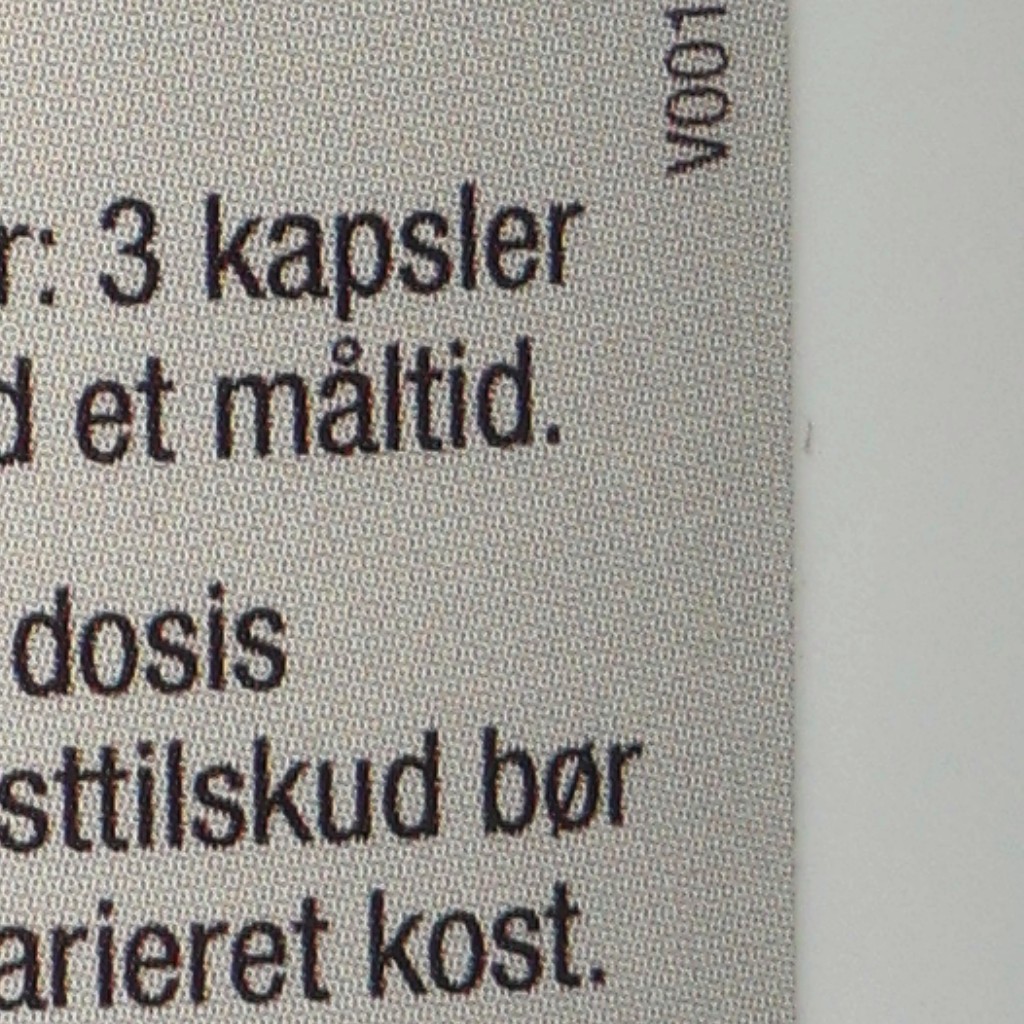 V001
r: 3 kapsler
d et måltid.
dosis
sttilskud bør
arieret kost.